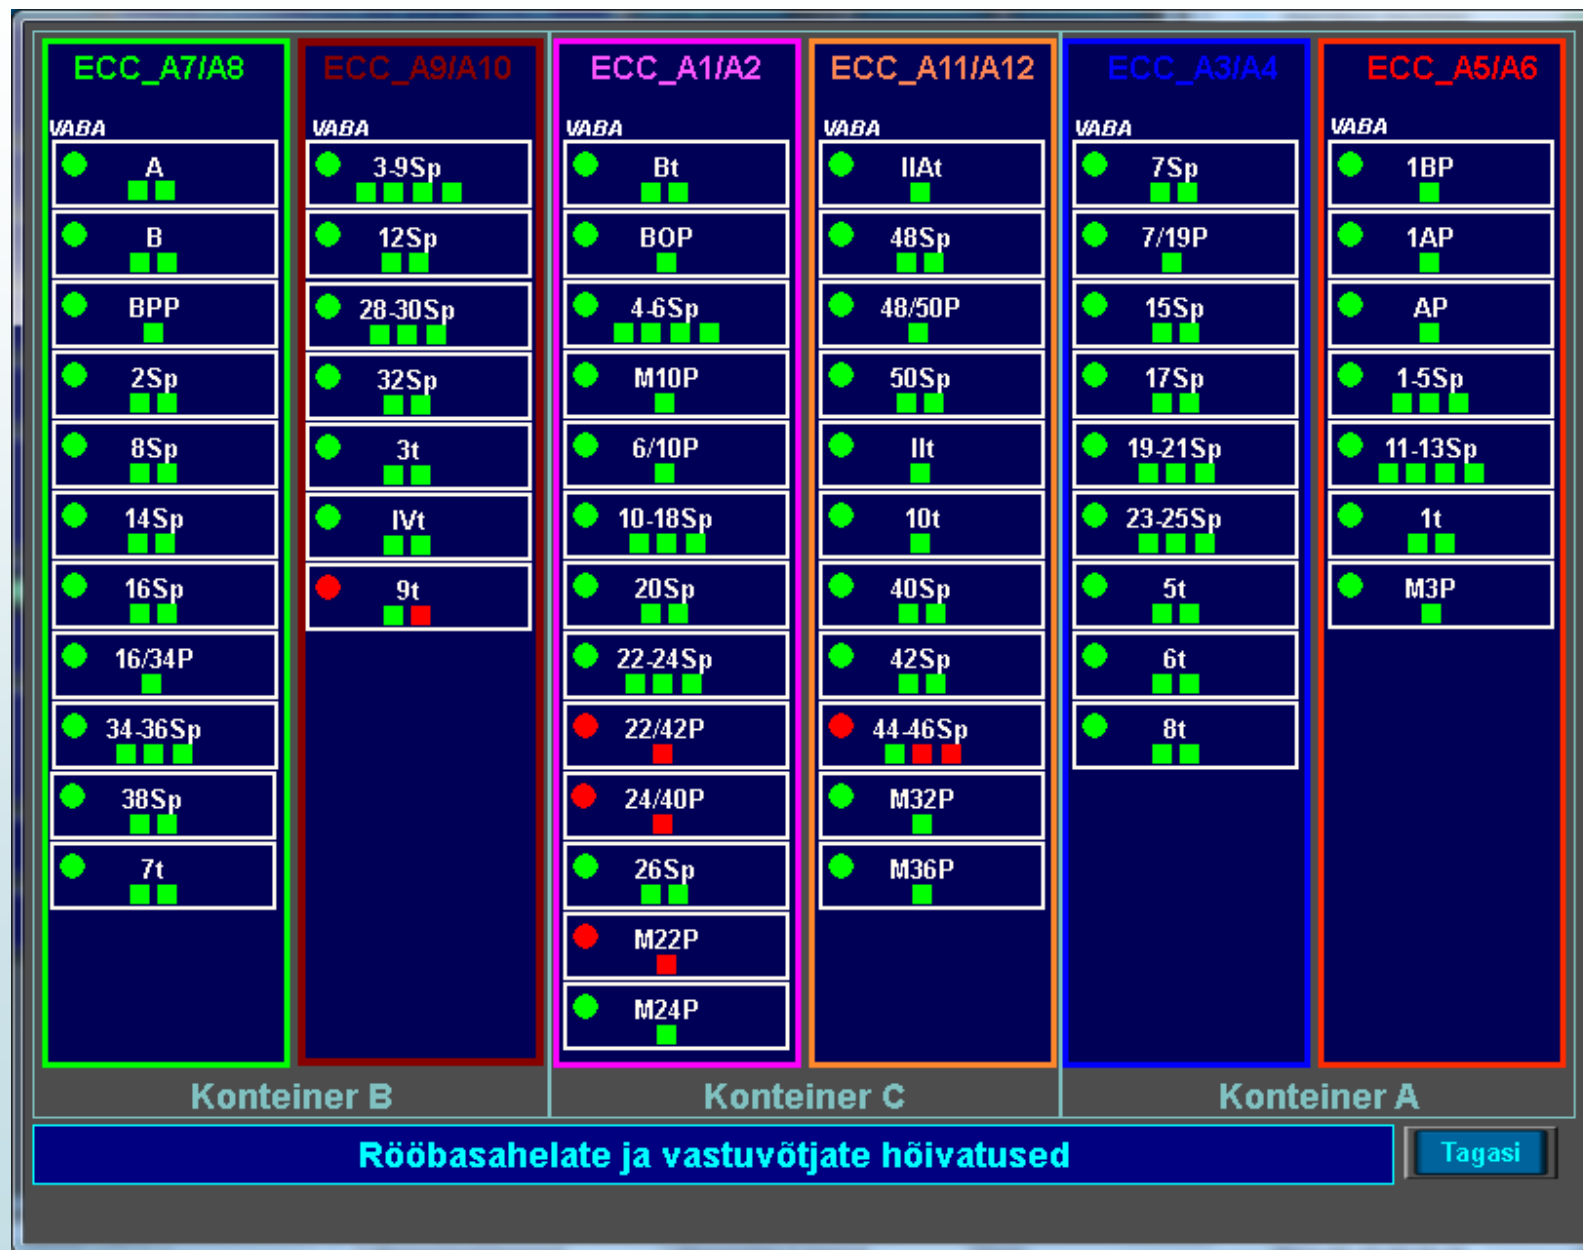 ECC_A7/A8
VABA
A
B
BPP
2Sp
8Sp
14Sp
16Sp
16/34P
34-36Sp
38Sp
7t
ECC_A9/A10
VABA
3-9Sp
12Sp
28-30Sp
32Sp
3t
IVt
9t
Konteiner B
ECC_A1/A2
VABA
Bt
BOP
4-6Sp
M10P
6/10P
10-18Sp
20Sp
22-24Sp
22/42P
24/40P
26Sp
M22P
M24P
ECC_A11/A12
VABA
IIAt
48Sp
48/50P
50Sp
IIt
10t
40Sp
42Sp
44-46Sp
M32P
M36P
Konteiner C
ECC_A3/A4
VABA
7Sp
7/19P
15Sp
17Sp
19-21Sp
23-25Sp
5t
6t
8t
ECC_A5/A6
VABA
1BP
1AP
AP
1-5Sp
11-13Sp
1t
M3P
Konteiner A
Rööbasahelate ja vastuvõtjate hõivatused
Tagasi